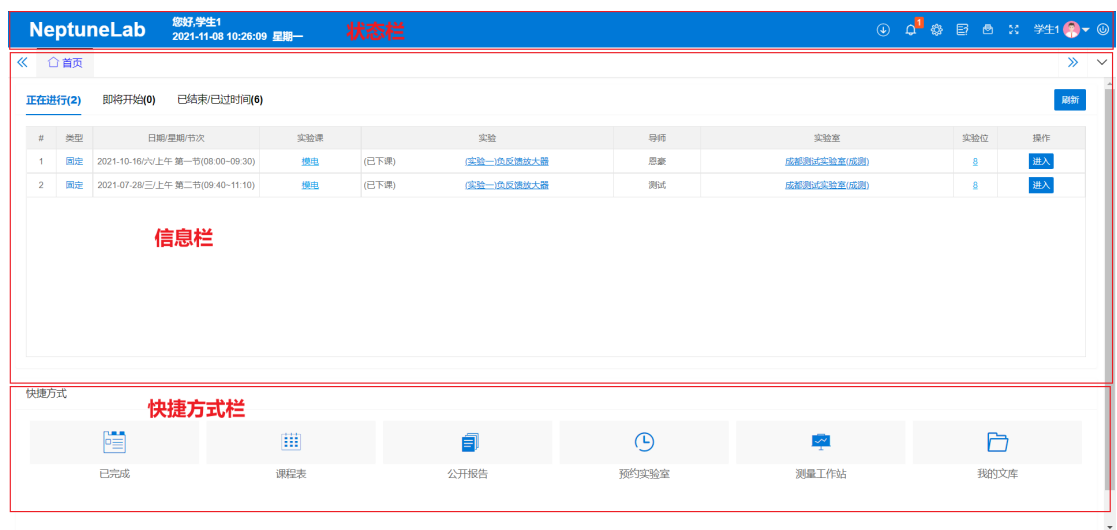 NeptuneLab 您好,学生1
2021-11-08 10:26:09 星期一 状态栏 1 学生1
首页
正在进行(2) 即将开始(0) 已结束/已过时间(6) 刷新
# 类型 日期/星期/节次 实验课 实验 导师 实验室 实验位 操作
1 固定 2021-10-16/六/上午 第一节(08:00~09:30) 模电 (已下课) (实验一)负反馈放大器 恩豪 成都测试实验室(成测) 8 进入
2 固定 2021-07-28/三/上午 第二节(09:40~11:10) 模电 (已下课) (实验一)负反馈放大器 测试 成都测试实验室(成测) 8 进入
信息栏
快捷方式
快捷方式栏
已完成 课程表 公开报告 预约实验室 测量工作站 我的文库